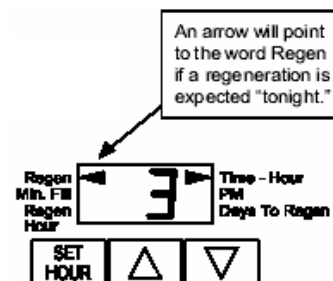 An arrow will point
to the word Regen
if a regeneration is
expected “tonight.”
Regen
Min. Fill
Regen
Hour
3
Time - Hour
PM
Days To Regen
SET
HOUR